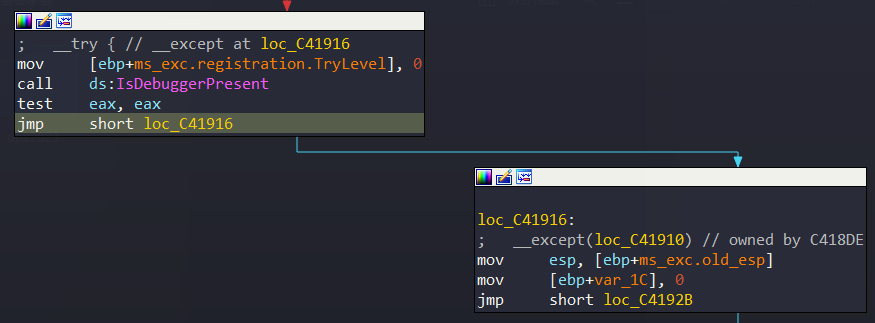 ;   __try { // __except at loc_C41916
mov     [ebp+ms_exc.registration.TryLevel], 0
call    ds:IsDebuggerPresent
test    eax, eax
jmp     short loc_C41916
loc_C41916:
;   __except(loc_C41910) // owned by C418DE
mov     esp, [ebp+ms_exc.old_esp]
mov     [ebp+var_1C], 0
jmp     short loc_C4192B